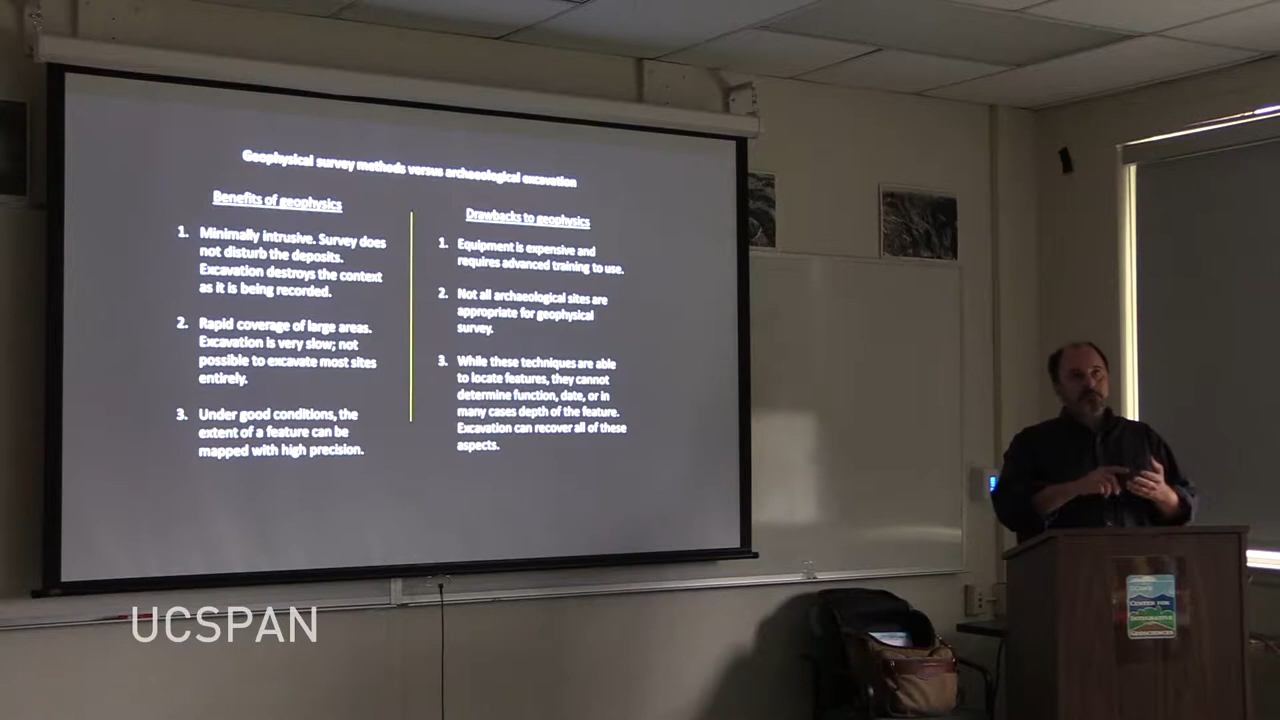 Geophysical survey methods versus archaeological excavation
Benefits of geophysics
1. Minimally intrusive. Survey does
not disturb the deposits.
Excavation destroys the context
as it is being recorded.
2. Rapid coverage of large areas.
Excavation is very slow; not
possible to excavate most sites
entirely.
3. Under good conditions, the
extent of a feature can be
mapped with high precision.
Drawbacks to geophysics
1. Equipment is expensive and
requires advanced training to use.
2. Not all archaeological sites are
appropriate for geophysical
survey.
3. While these techniques are able
to locate features, they cannot
determine function, date, or in
many cases depth of the feature.
Excavation can recover all of these
aspects.
CENTER FOR
INTEGRATIVE
GEOSCIENCES
UCSPAN